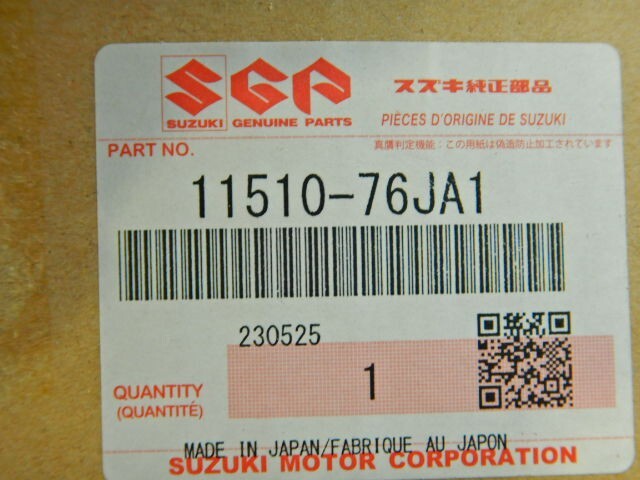 SGP
スズキ純正部品
SUZUKI GENUINE PARTS
PIÈCES D'ORIGINE DE SUZUKI
PART NO.
真贋判定機能：この用紙は偽造防止加工されています
11510-76JA1
230525
1
QUANTITY
(QUANTITÉ)
MADE IN JAPAN/FABRIQUE AU JAPON
SUZUKI MOTOR CORPORATION